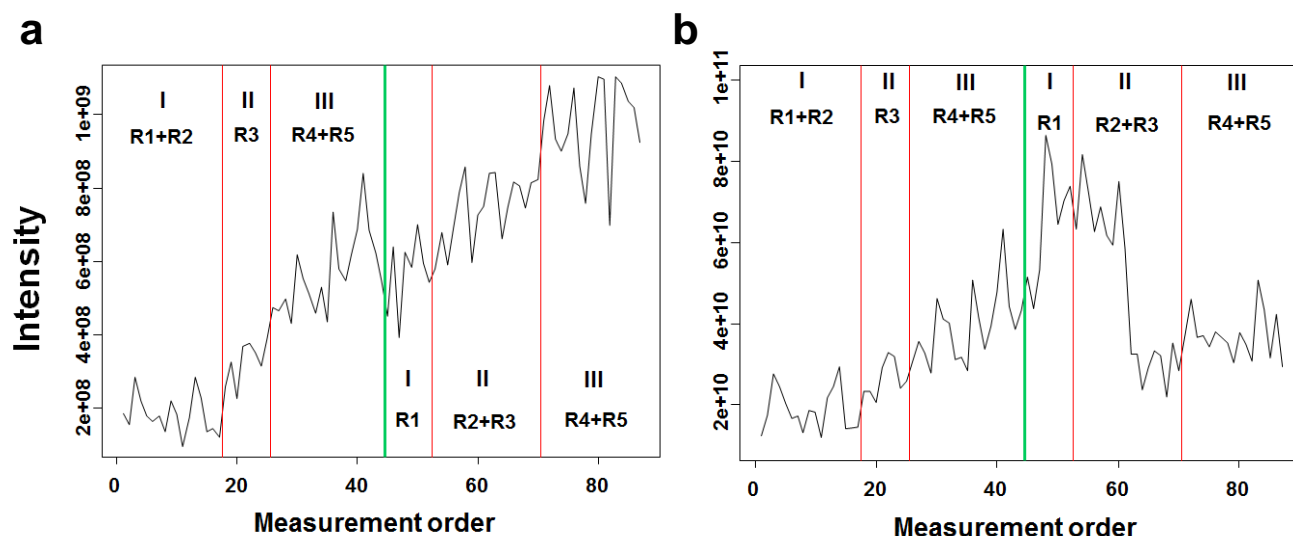 a
Intensity
1e+09
8e+08
6e+08
4e+08
2e+08
I
II
III
R1+R2
R3
R4+R5
I
II
III
R1
R2+R3
R4+R5
0 20 40 60 80
Measurement order
b
1e+11
8e+10
6e+10
4e+10
2e+10
I II III I II III
R1+R2 R3 R4+R5 R1 R2+R3 R4+R5
0 20 40 60 80
Measurement order